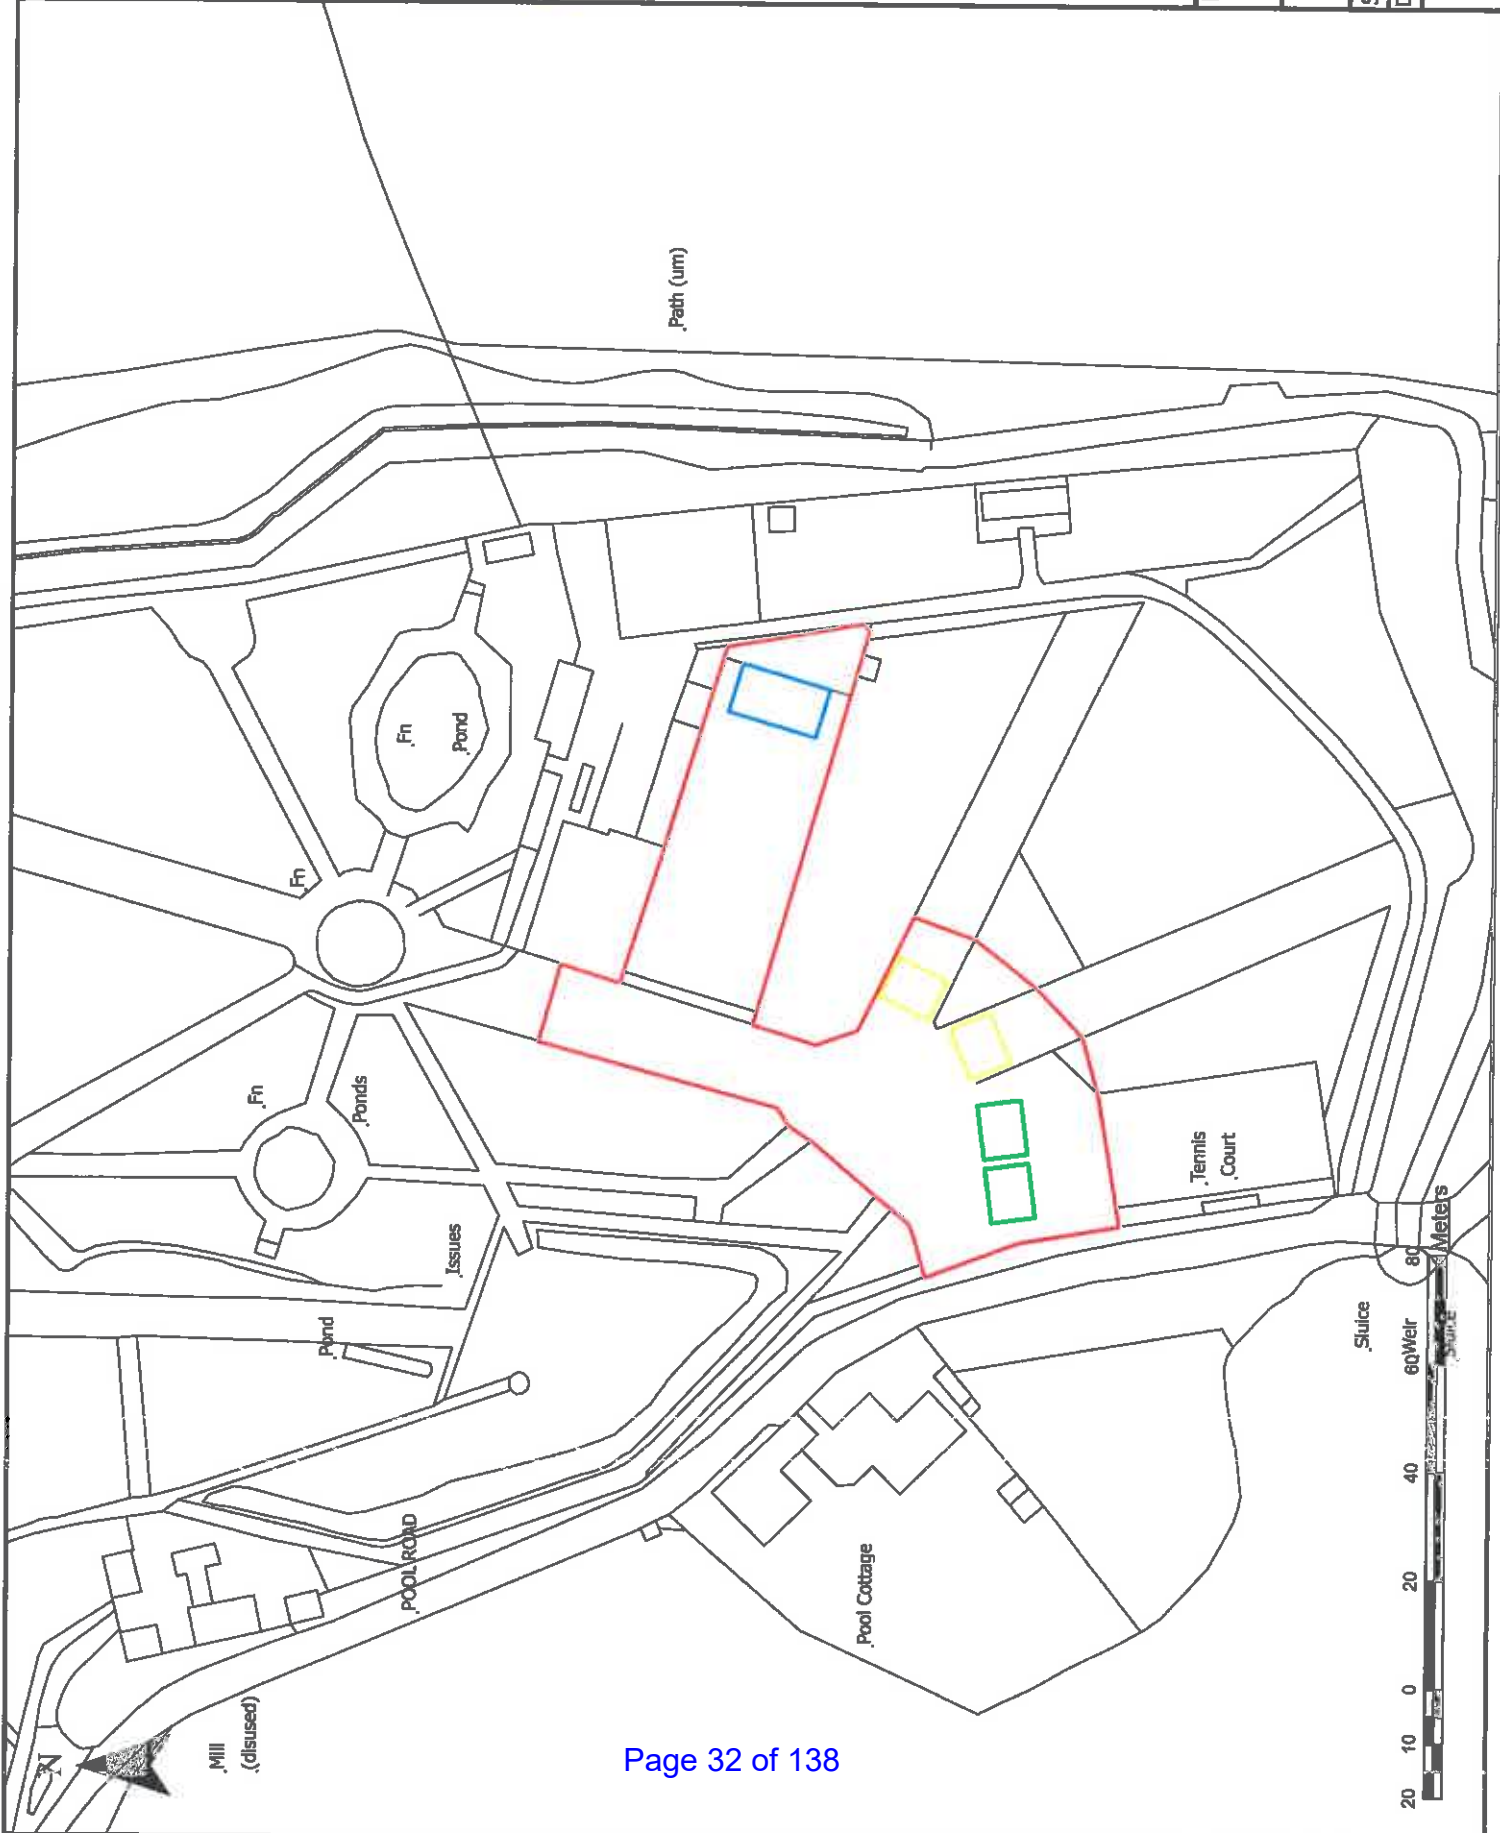 Path (um)
Fn
Pond
Fn
Fn
Ponds
Issues
Pond
Tennis
Court
POOL ROAD
Pool Cottage
Mill
(disused)
N
Sluice
Weir
20 10 0 20 40 60 80
Meters
Page 32 of 138